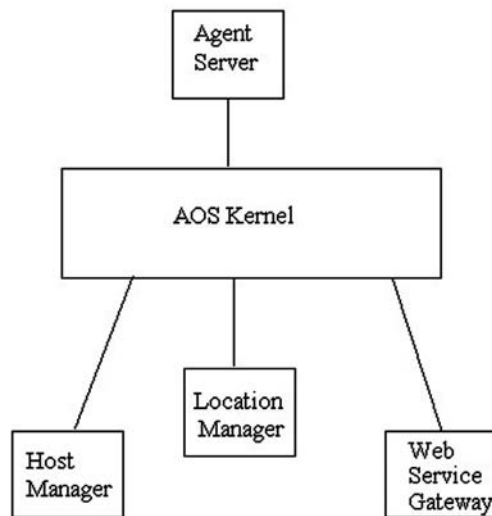 Agent
Server
AOS Kernel
Location
Manager
Host
Manager
Web
Service
Gateway